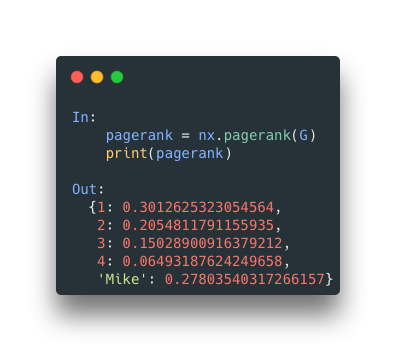 In:
    pagerank = nx.pagerank(G)
    print(pagerank)
Out:
  {1: 0.3012625323054564,
   2: 0.2054811791155935,
   3: 0.15028900916379212,
   4: 0.06493187624249658,
   'Mike': 0.27803540317266157}